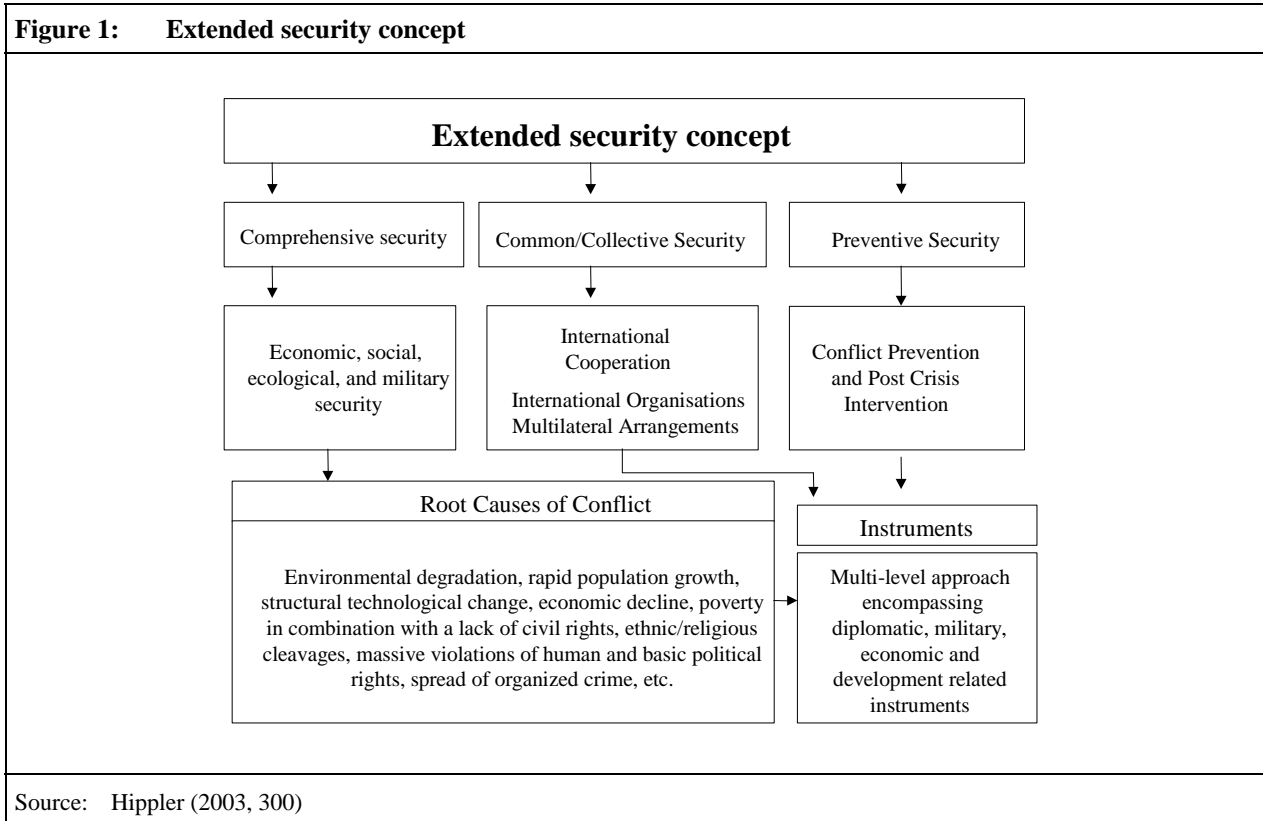 Figure 1: Extended security concept
Extended security concept
Comprehensive security
Common/Collective Security
Preventive Security
Economic, social,
ecological, and military
security
International
Cooperation
International Organisations
Multilateral Arrangements
Conflict Prevention
and Post Crisis
Intervention
Root Causes of Conflict
Environmental degradation, rapid population growth,
structural technological change, economic decline, poverty
in combination with a lack of civil rights, ethnic/religious
cleavages, massive violations of human and basic political
rights, spread of organized crime, etc.
Instruments
Multi-level approach
encompassing
diplomatic, military,
economic and
development related
instruments
Source: Hippler (2003, 300)